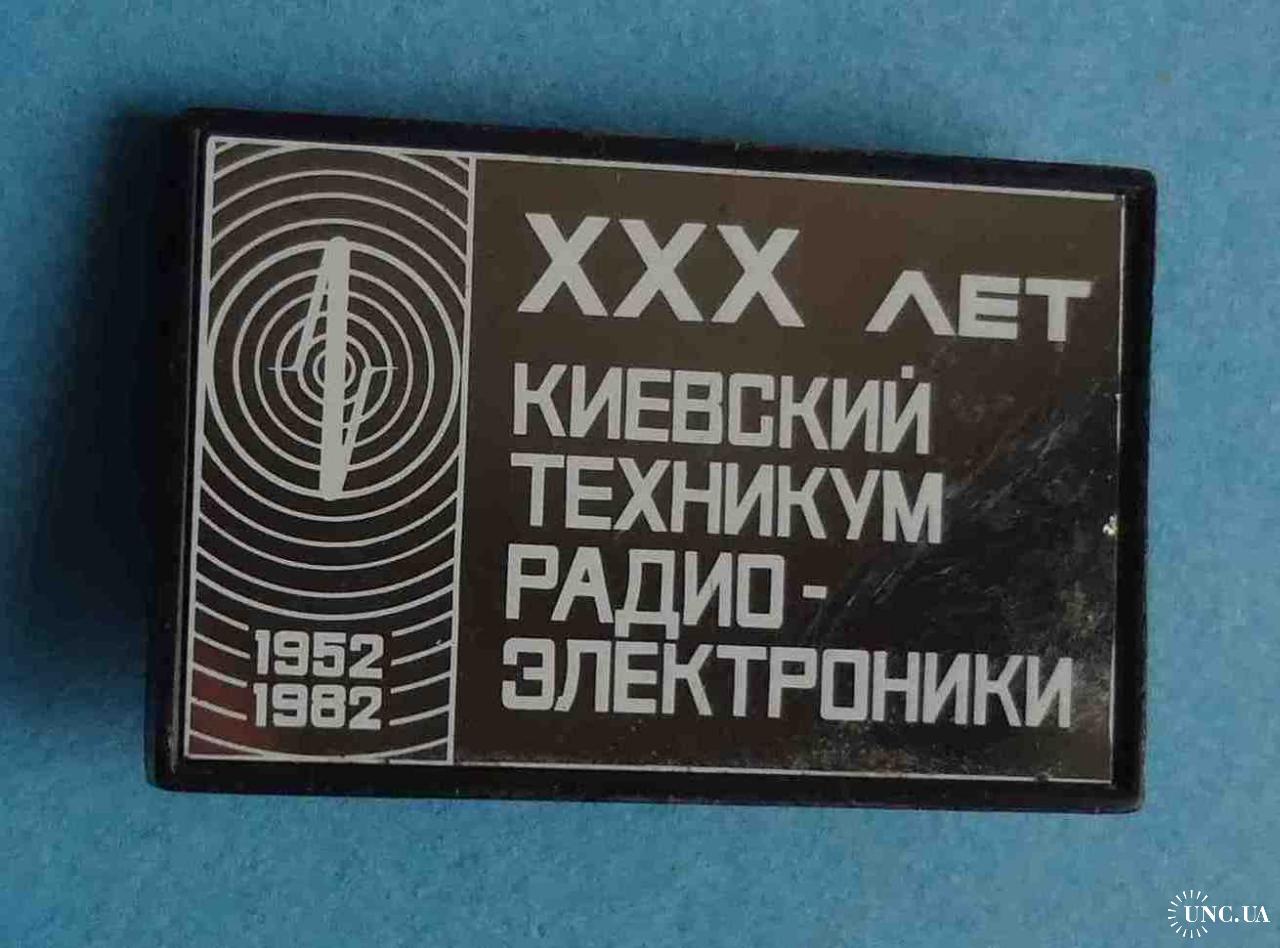 XXX ЛЕТ
КИЕВСКИЙ
ТЕХНИКУМ
РАДИО-
ЭЛЕКТРОНИКИ
1952
1982
UNC.UA